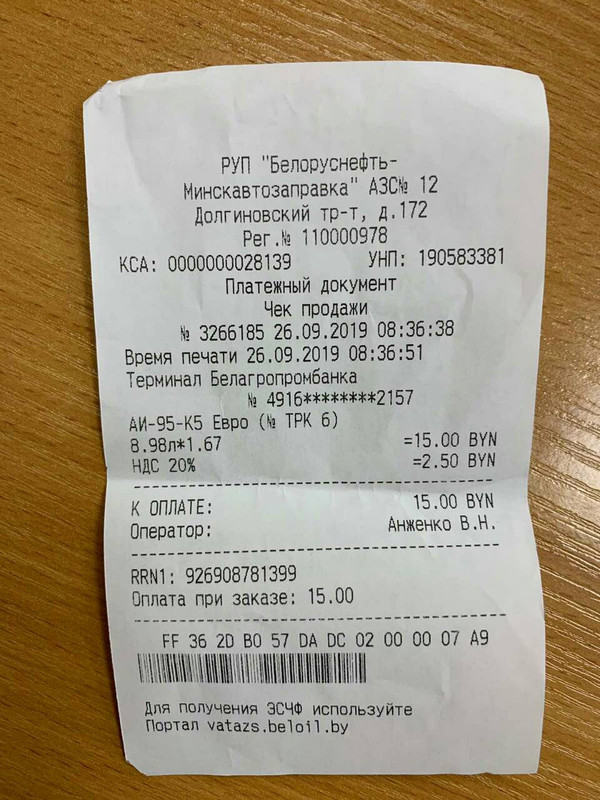 РУП "Белоруснефть-
Минскавтозаправка" АЗС№ 12
Долгиновский тр-т, д.172
Рег.№ 110000978
КСА: 0000000028139 УНП: 190583381
Платежный документ
Чек продажи
№ 3266185 26.09.2019 08:36:38
Время печати 26.09.2019 08:36:51
Терминал Белагропромбанка
№ 4916********2157
АИ-95-К5 Евро (№ ТРК 6)
8.98л*1.67 =15.00 BYN
НДС 20% =2.50 BYN
К ОПЛАТЕ: 15.00 BYN
Оператор: Анженко В.Н.
RRN1: 926908781399
Оплата при заказе: 15.00
FF 36 2D B0 57 DA DC 02 00 00 07 A9
Для получения ЭСЧФ используйте
Портал vatazs.beloil.by